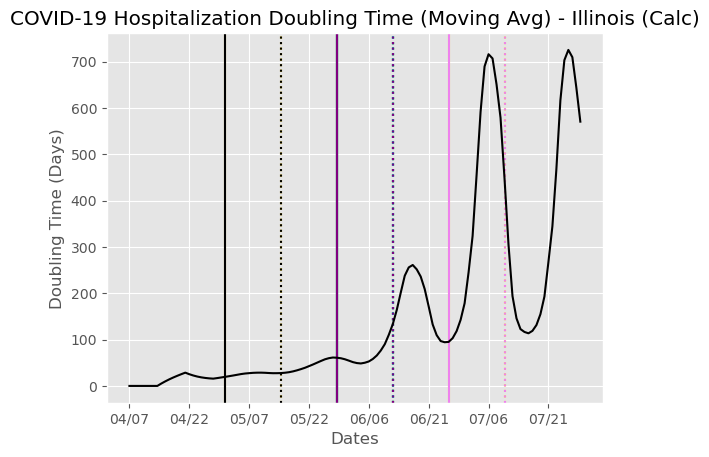 COVID-19 Hospitalization Doubling Time (Moving Avg) - Illinois (Calc)
700
600
500
400
300
200
100
0
Doubling Time (Days)
04/07 04/22 05/07 05/22 06/06 06/21 07/06 07/21
Dates